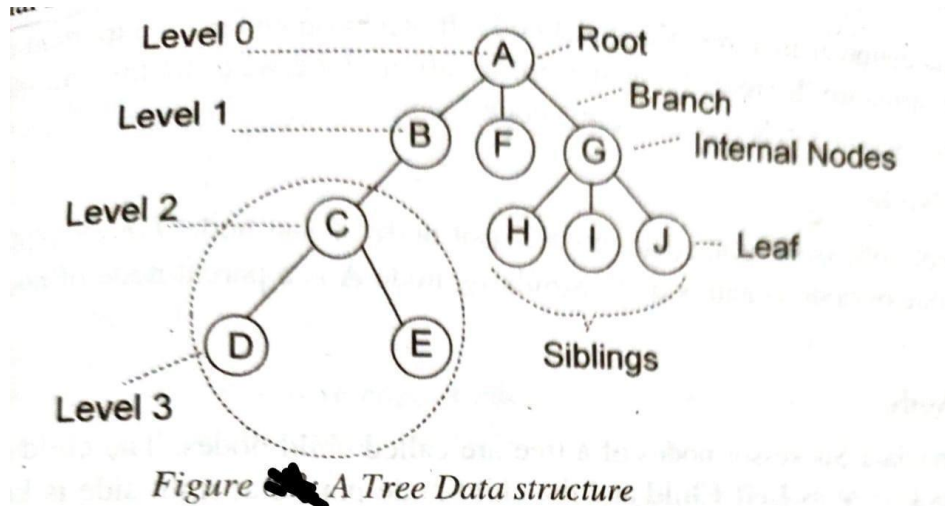 Level 0
A
Root
Branch
Level 1
B
F
G
Internal Nodes
Level 2
C
H
I
J
Leaf
D
E
Siblings
Level 3
Figure A Tree Data structure